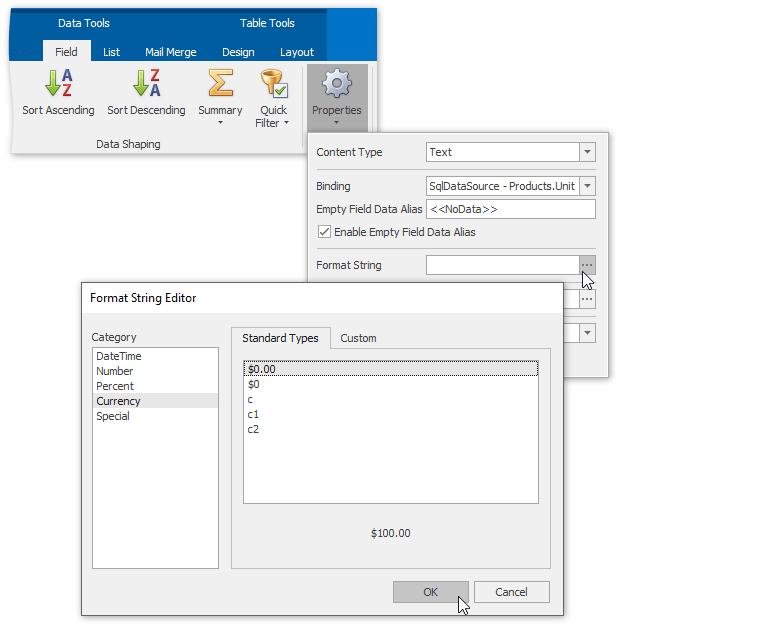 Data Tools Table Tools
Field List Mail Merge Design Layout
Sort Ascending Sort Descending Summary Quick Filter Properties
Data Shaping
Content Type Text
Binding SqlDataSource - Products.Unit
Empty Field Data Alias <<NoData>>
Enable Empty Field Data Alias
Format String ...
...
Format String Editor
Category
DateTime
Number
Percent
Currency
Special
Standard Types Custom
$0.00
$0
c
c1
c2
$100.00
OK Cancel